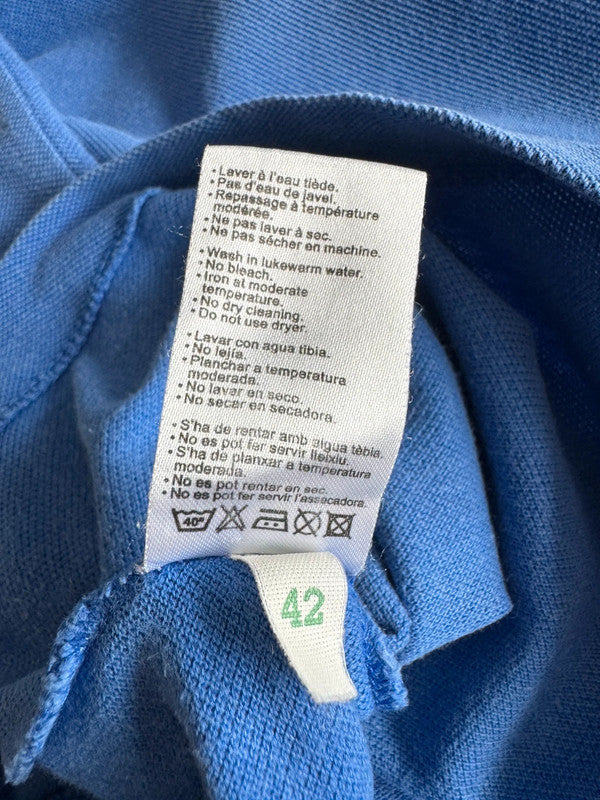 • Laver à l'eau tiède.
• Pas d'eau de javel.
• Repassage à température
modérée.
• Ne pas laver à sec.
• Ne pas sécher en machine.
• Wash in lukewarm water.
• No bleach.
• Iron at moderate
temperature.
• No dry cleaning.
• Do not use dryer.
• Lavar con agua tibia.
• No lejía.
• Planchar a temperatura
moderada.
• No lavar en seco.
• No secar en secadora.
• S'ha de rentar amb aigua tèbia.
• No es pot fer servir lleixiu.
• S'ha de planxar a temperatura
moderada.
• No es pot rentar en sec.
• No es pot fer servir l'assecadora.
40°
42